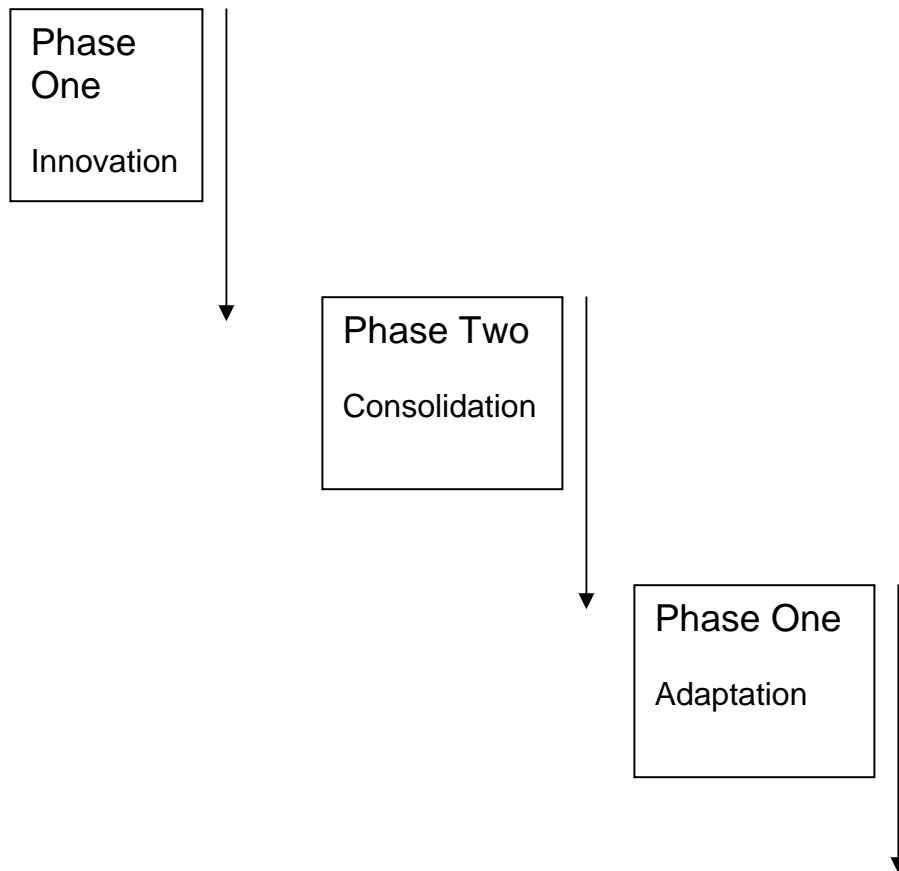 Phase
One
Innovation
Phase Two
Consolidation
Phase One
Adaptation